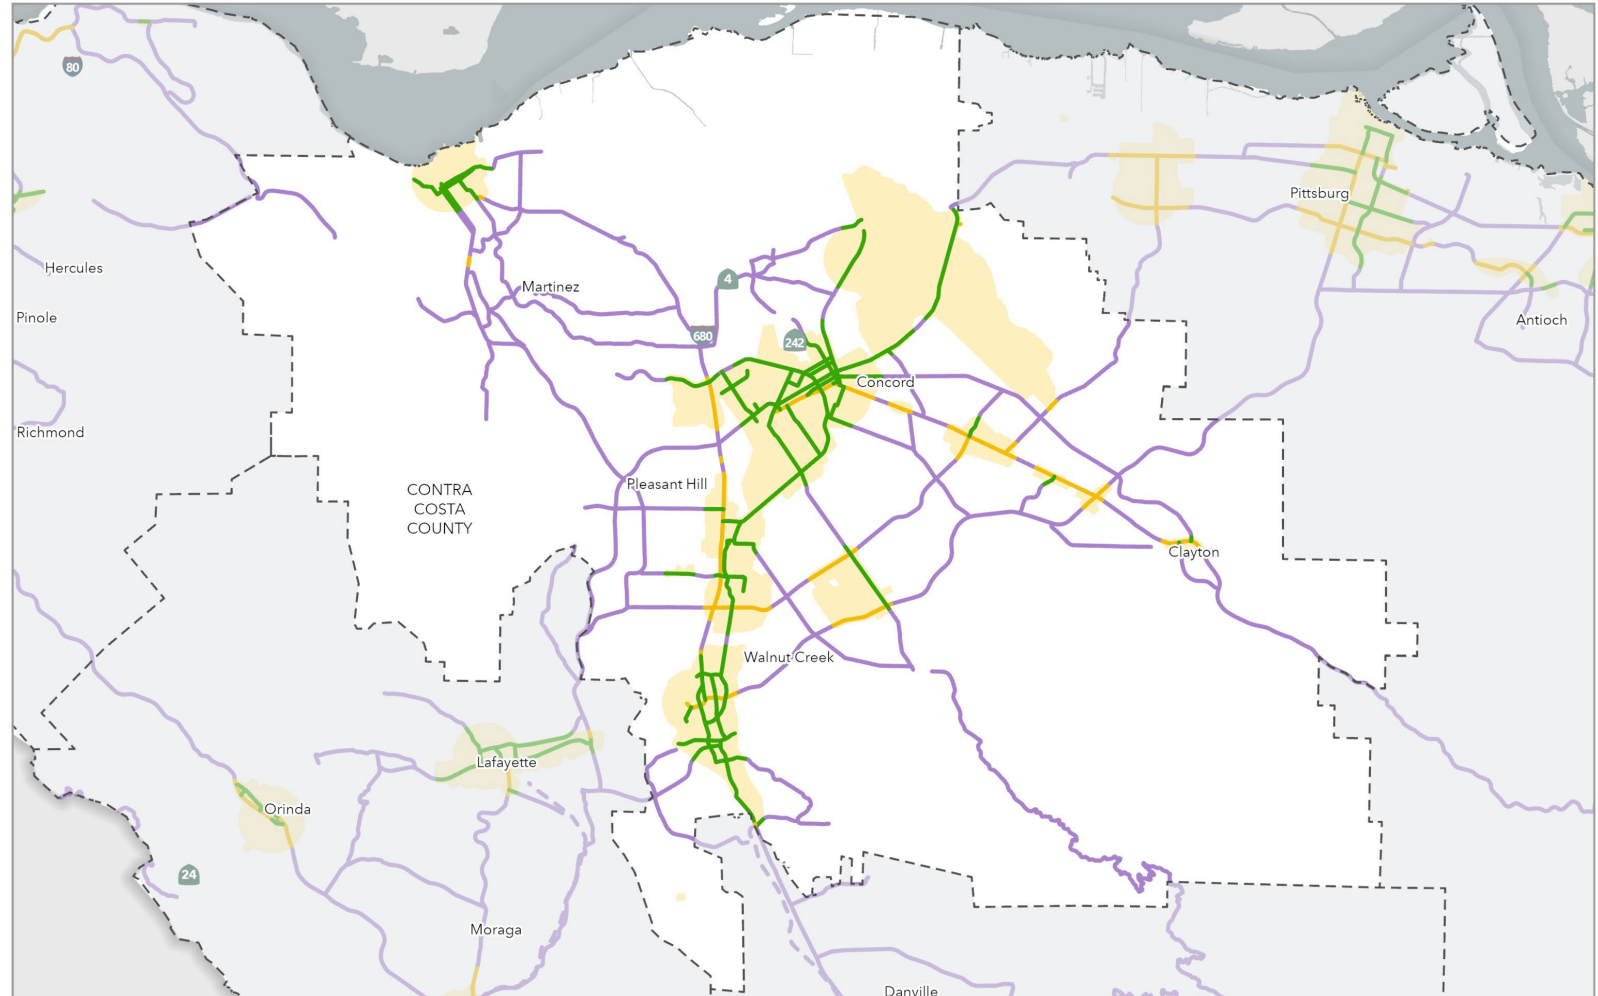 80
Pittsburg
Hercules
4
Martinez
Pinole
Antioch
680
242
Concord
Richmond
Pleasant Hill
CONTRA
COSTA
COUNTY
Clayton
Walnut Creek
Lafayette
Orinda
24
Moraga
Danville